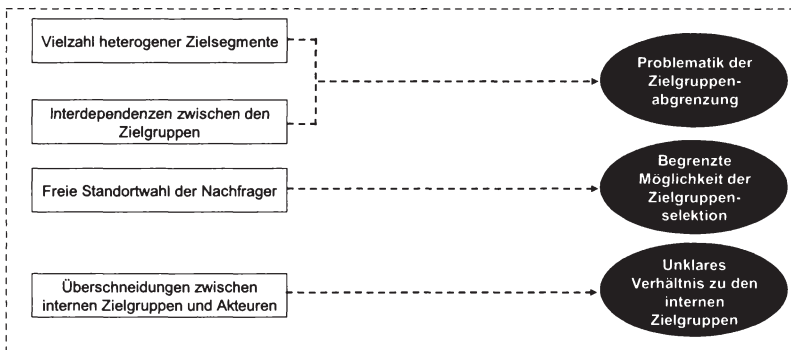 Vielzahl heterogener Zielsegmente
Interdependenzen zwischen den
Zielgruppen
Problematik der
Zielgruppen-
abgrenzung
Freie Standortwahl der Nachfrager
Begrenzte
Möglichkeit der
Zielgruppen-
selektion
Überschneidungen zwischen
internen Zielgruppen und Akteuren
Unklares
Verhältnis zu den
internen
Zielgruppen